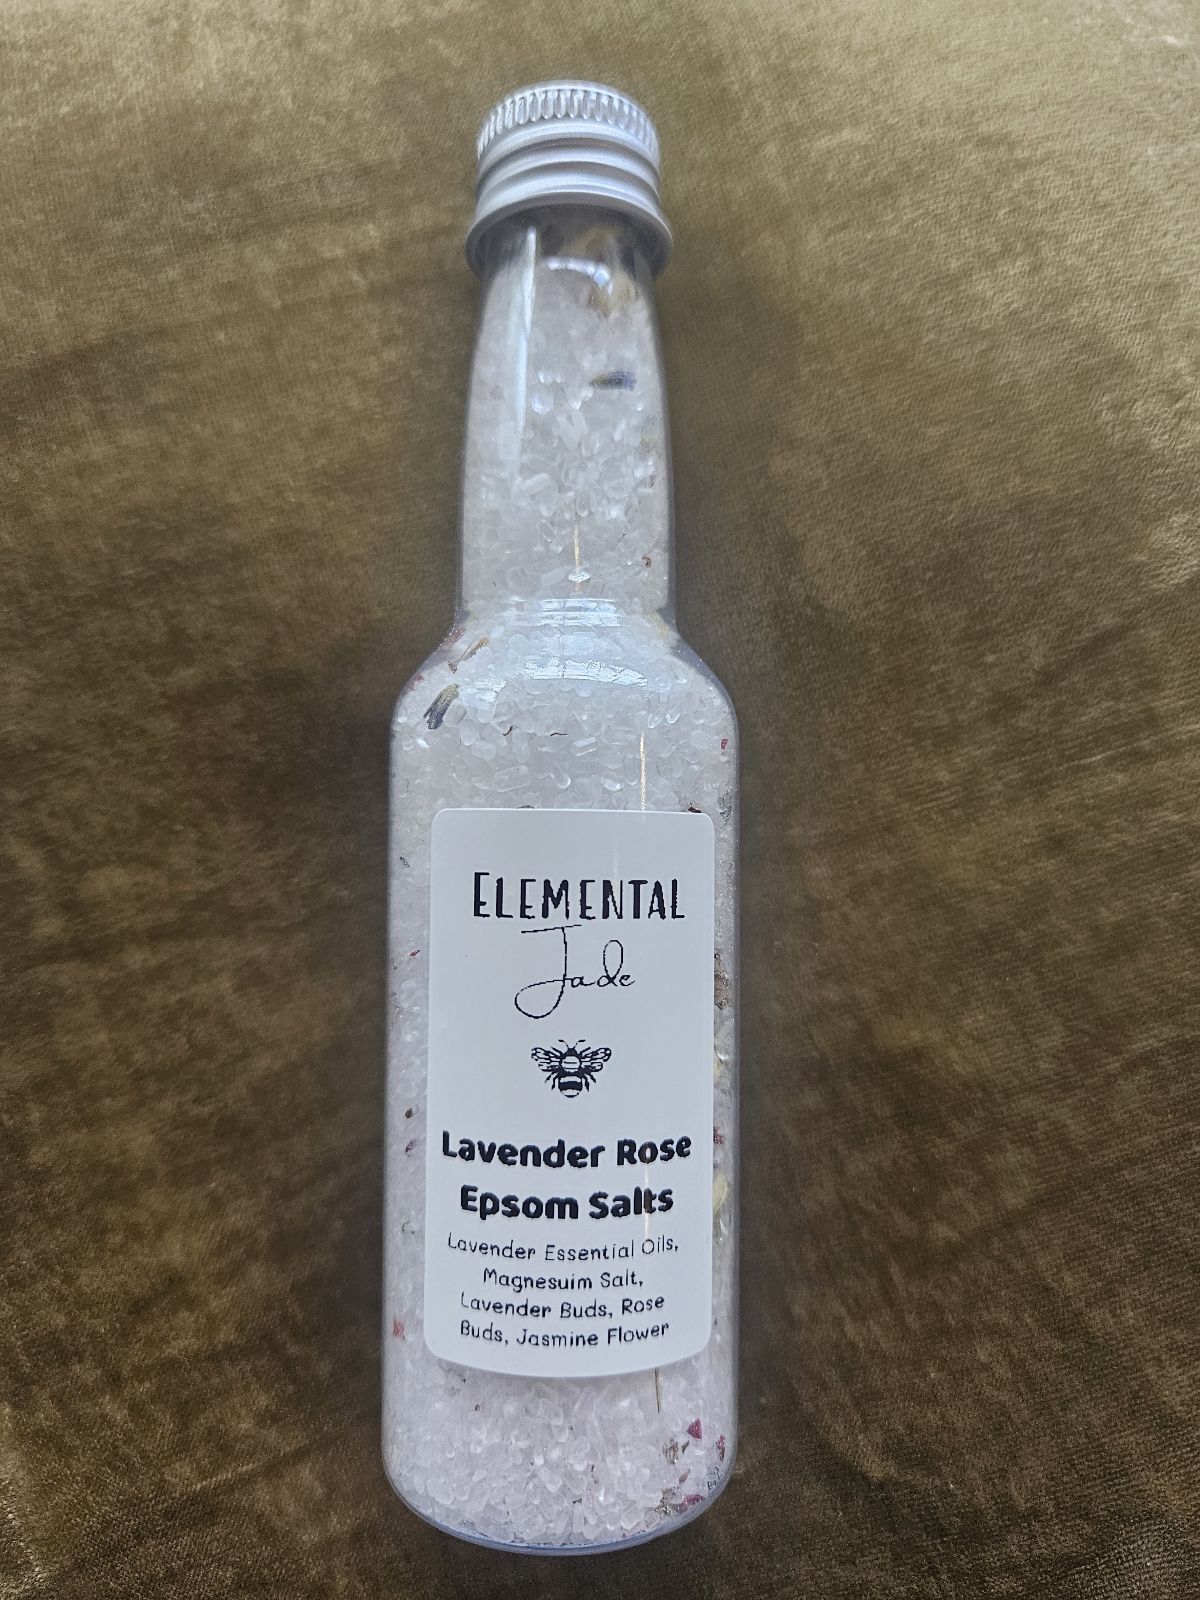 ELEMENTAL
Jade
Lavender Rose
Epsom Salts
Lavender Essential Oils,
Magnesuim Salt,
Lavender Buds, Rose
Buds, Jasmine Flower